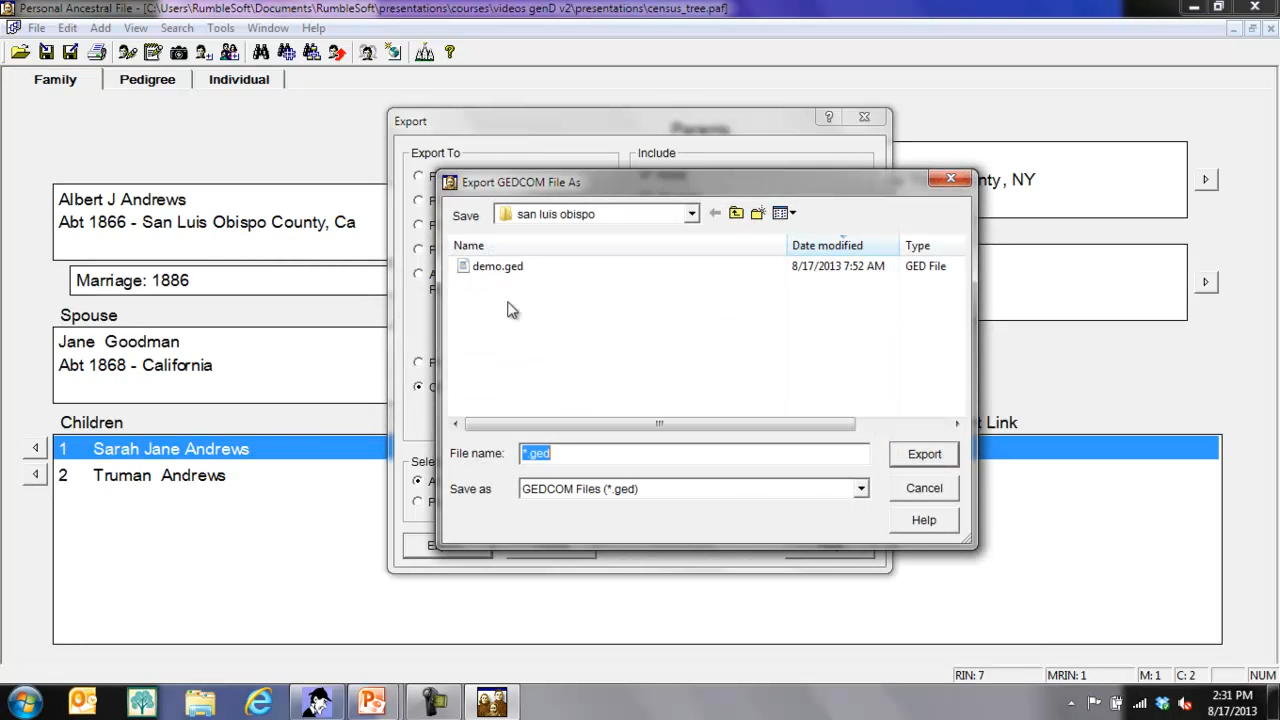 Personal Ancestral File - [C:\Users\RumbleSoft\Documents\RumbleSoft\presentations\courses\videos genD v2\presentations\census_tree.paf]
File Edit Add View Search Tools Window Help
Family Pedigree Individual
Export
Parents
Export To Include
Export GEDCOM File As
Save san luis obispo
Name Date modified Type
demo.ged 8/17/2013 7:52 AM GED File
File name: *.ged Export
Save as GEDCOM Files (*.ged) Cancel
Help
Albert J Andrews
Abt 1866 - San Luis Obispo County, Ca
Marriage: 1886
Spouse
Jane Goodman
Abt 1868 - California
Children
1 Sarah Jane Andrews
2 Truman Andrews
nty, NY
t Link
RIN: 7 MRIN: 1 M: 1 C: 2 NUM
2:31 PM
8/17/2013